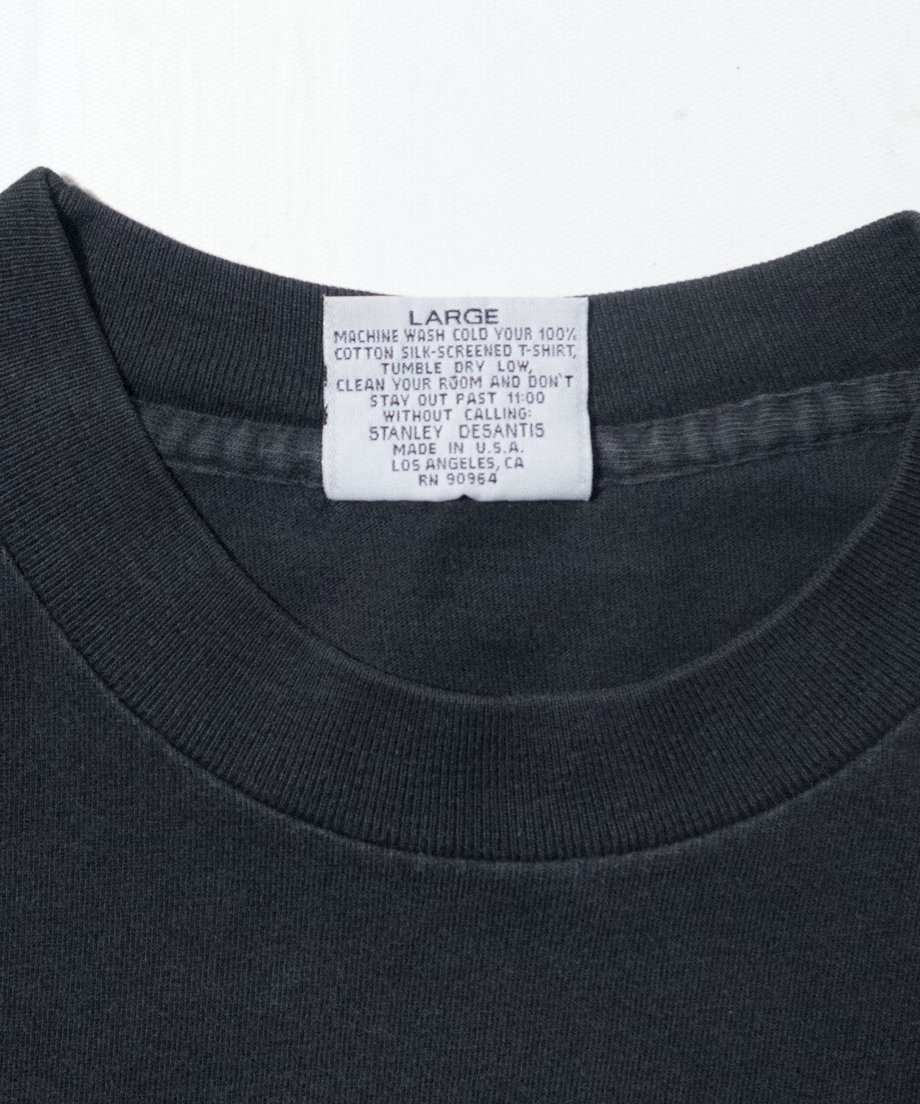 LARGE
MACHINE WASH COLD YOUR 100%
COTTON SILK-SCREENED T-SHIRT,
TUMBLE DRY LOW,
CLEAN YOUR ROOM AND DON'T
STAY OUT PAST 11:00
WITHOUT CALLING:
STANLEY DESANTIS
MADE IN U.S.A.
LOS ANGELES, CA
RN 90964